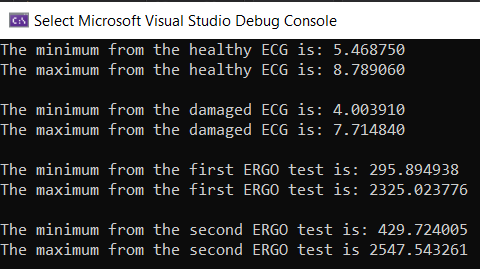 Select Microsoft Visual Studio Debug Console
The minimum from the healthy ECG is: 5.468750
The maximum from the healthy ECG is: 8.789060
The minimum from the damaged ECG is: 4.003910
The maximum from the damaged ECG is: 7.714840
The minimum from the first ERGO test is: 295.894938
The maximum from the first ERGO test is: 2325.023776
The minimum from the second ERGO test is: 429.724005
The maximum from the second ERGO test is 2547.543261